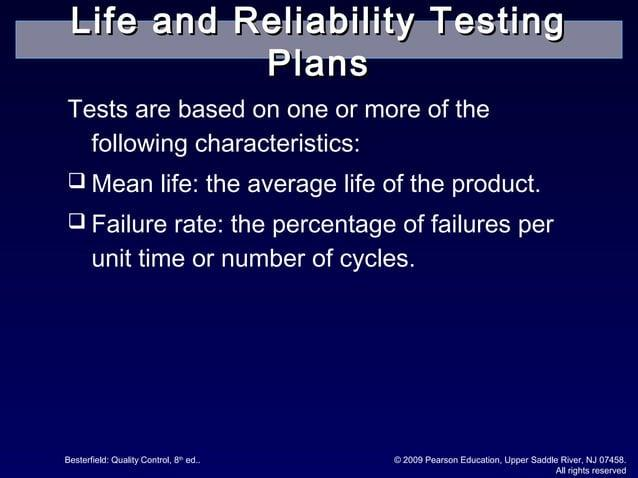 Life and Reliability Testing
Plans
Tests are based on one or more of the
following characteristics:
Mean life: the average life of the product.
Failure rate: the percentage of failures per
unit time or number of cycles.
Besterfield: Quality Control, 8th ed..
© 2009 Pearson Education, Upper Saddle River, NJ 07458.
All rights reserved